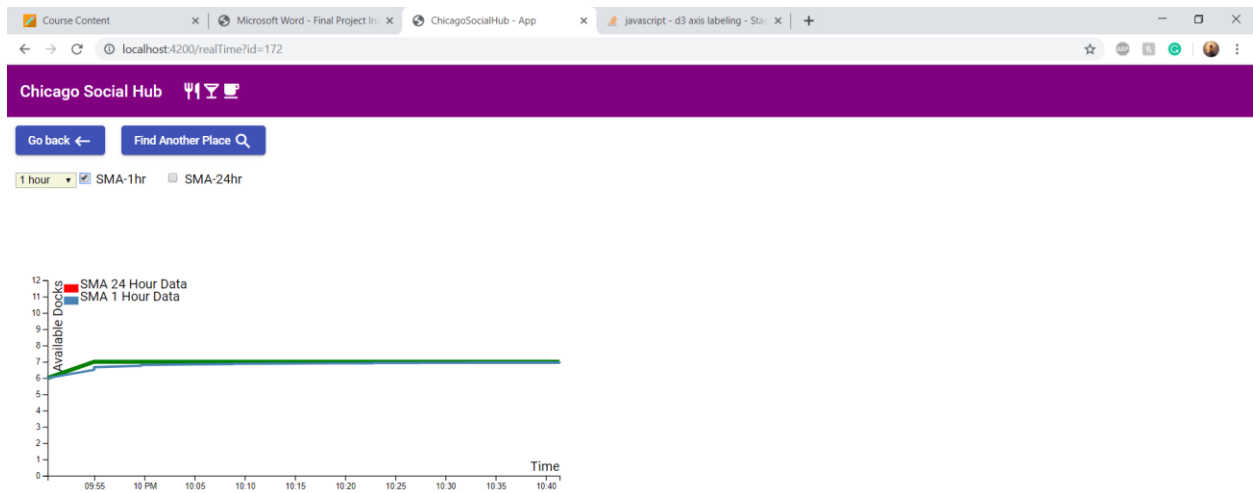 Course Content
Microsoft Word - Final Project In
ChicagoSocialHub - App
javascript - d3 axis labeling - Stac
localhost:4200/realTime?id=172
ABP
Chicago Social Hub
Go back
Find Another Place
1 hour
SMA-1hr
SMA-24hr
SMA 24 Hour Data
SMA 1 Hour Data
Available Docks
12
11
10
9
8
7
6
5
4
3
2
1
0
Time
09:55 10 PM 10:05 10:10 10:15 10:20 10:25 10:30 10:35 10:40